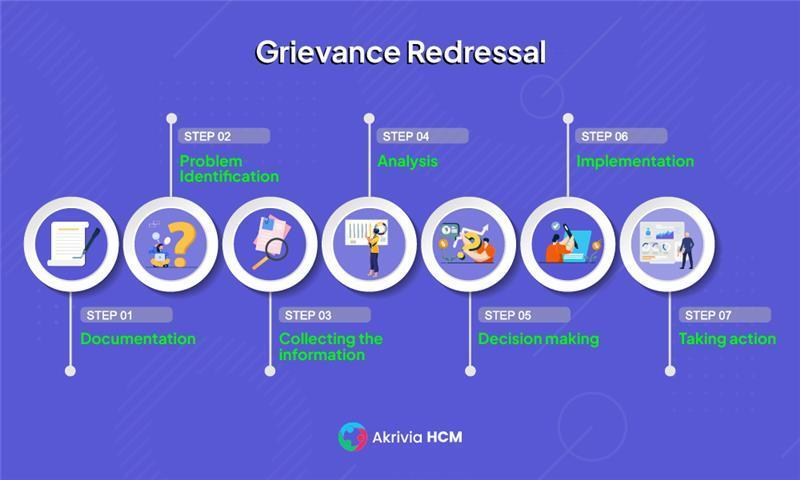 Grievance Redressal
STEP 01
Documentation
STEP 02
Problem
Identification
STEP 03
Collecting the
information
STEP 04
Analysis
STEP 05
Decision making
STEP 06
Implementation
STEP 07
Taking action
Akrivia HCM